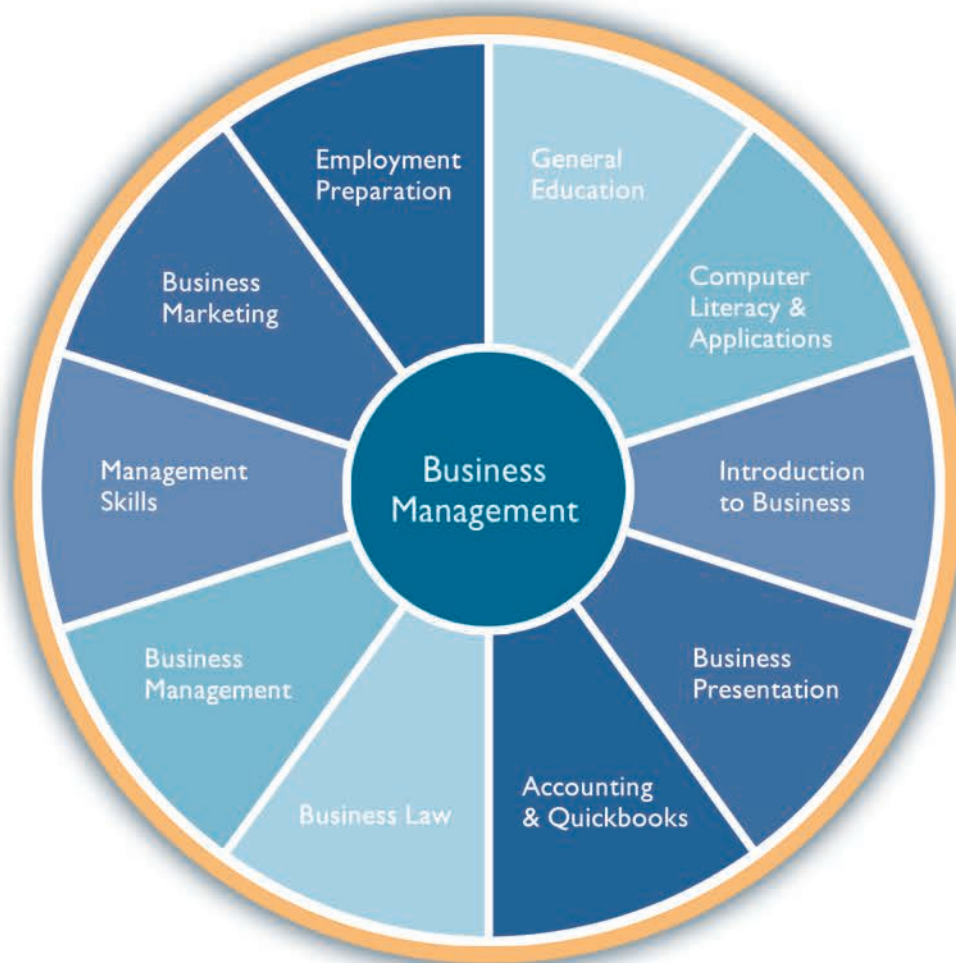 Employment
Preparation
General
Education
Computer
Literacy &
Applications
Introduction
to Business
Business
Presentation
Accounting
& Quickbooks
Business Law
Business
Management
Management
Skills
Business
Marketing
Business
Management